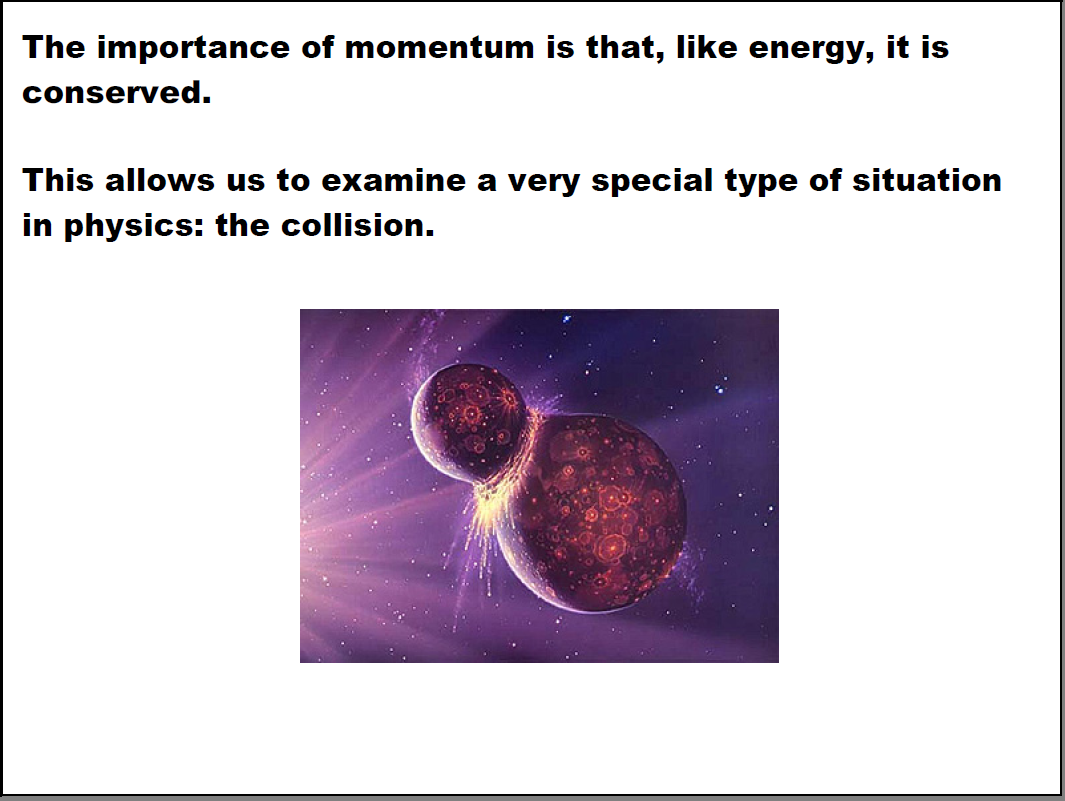 The importance of momentum is that, like energy, it is
conserved.
This allows us to examine a very special type of situation
in physics: the collision.